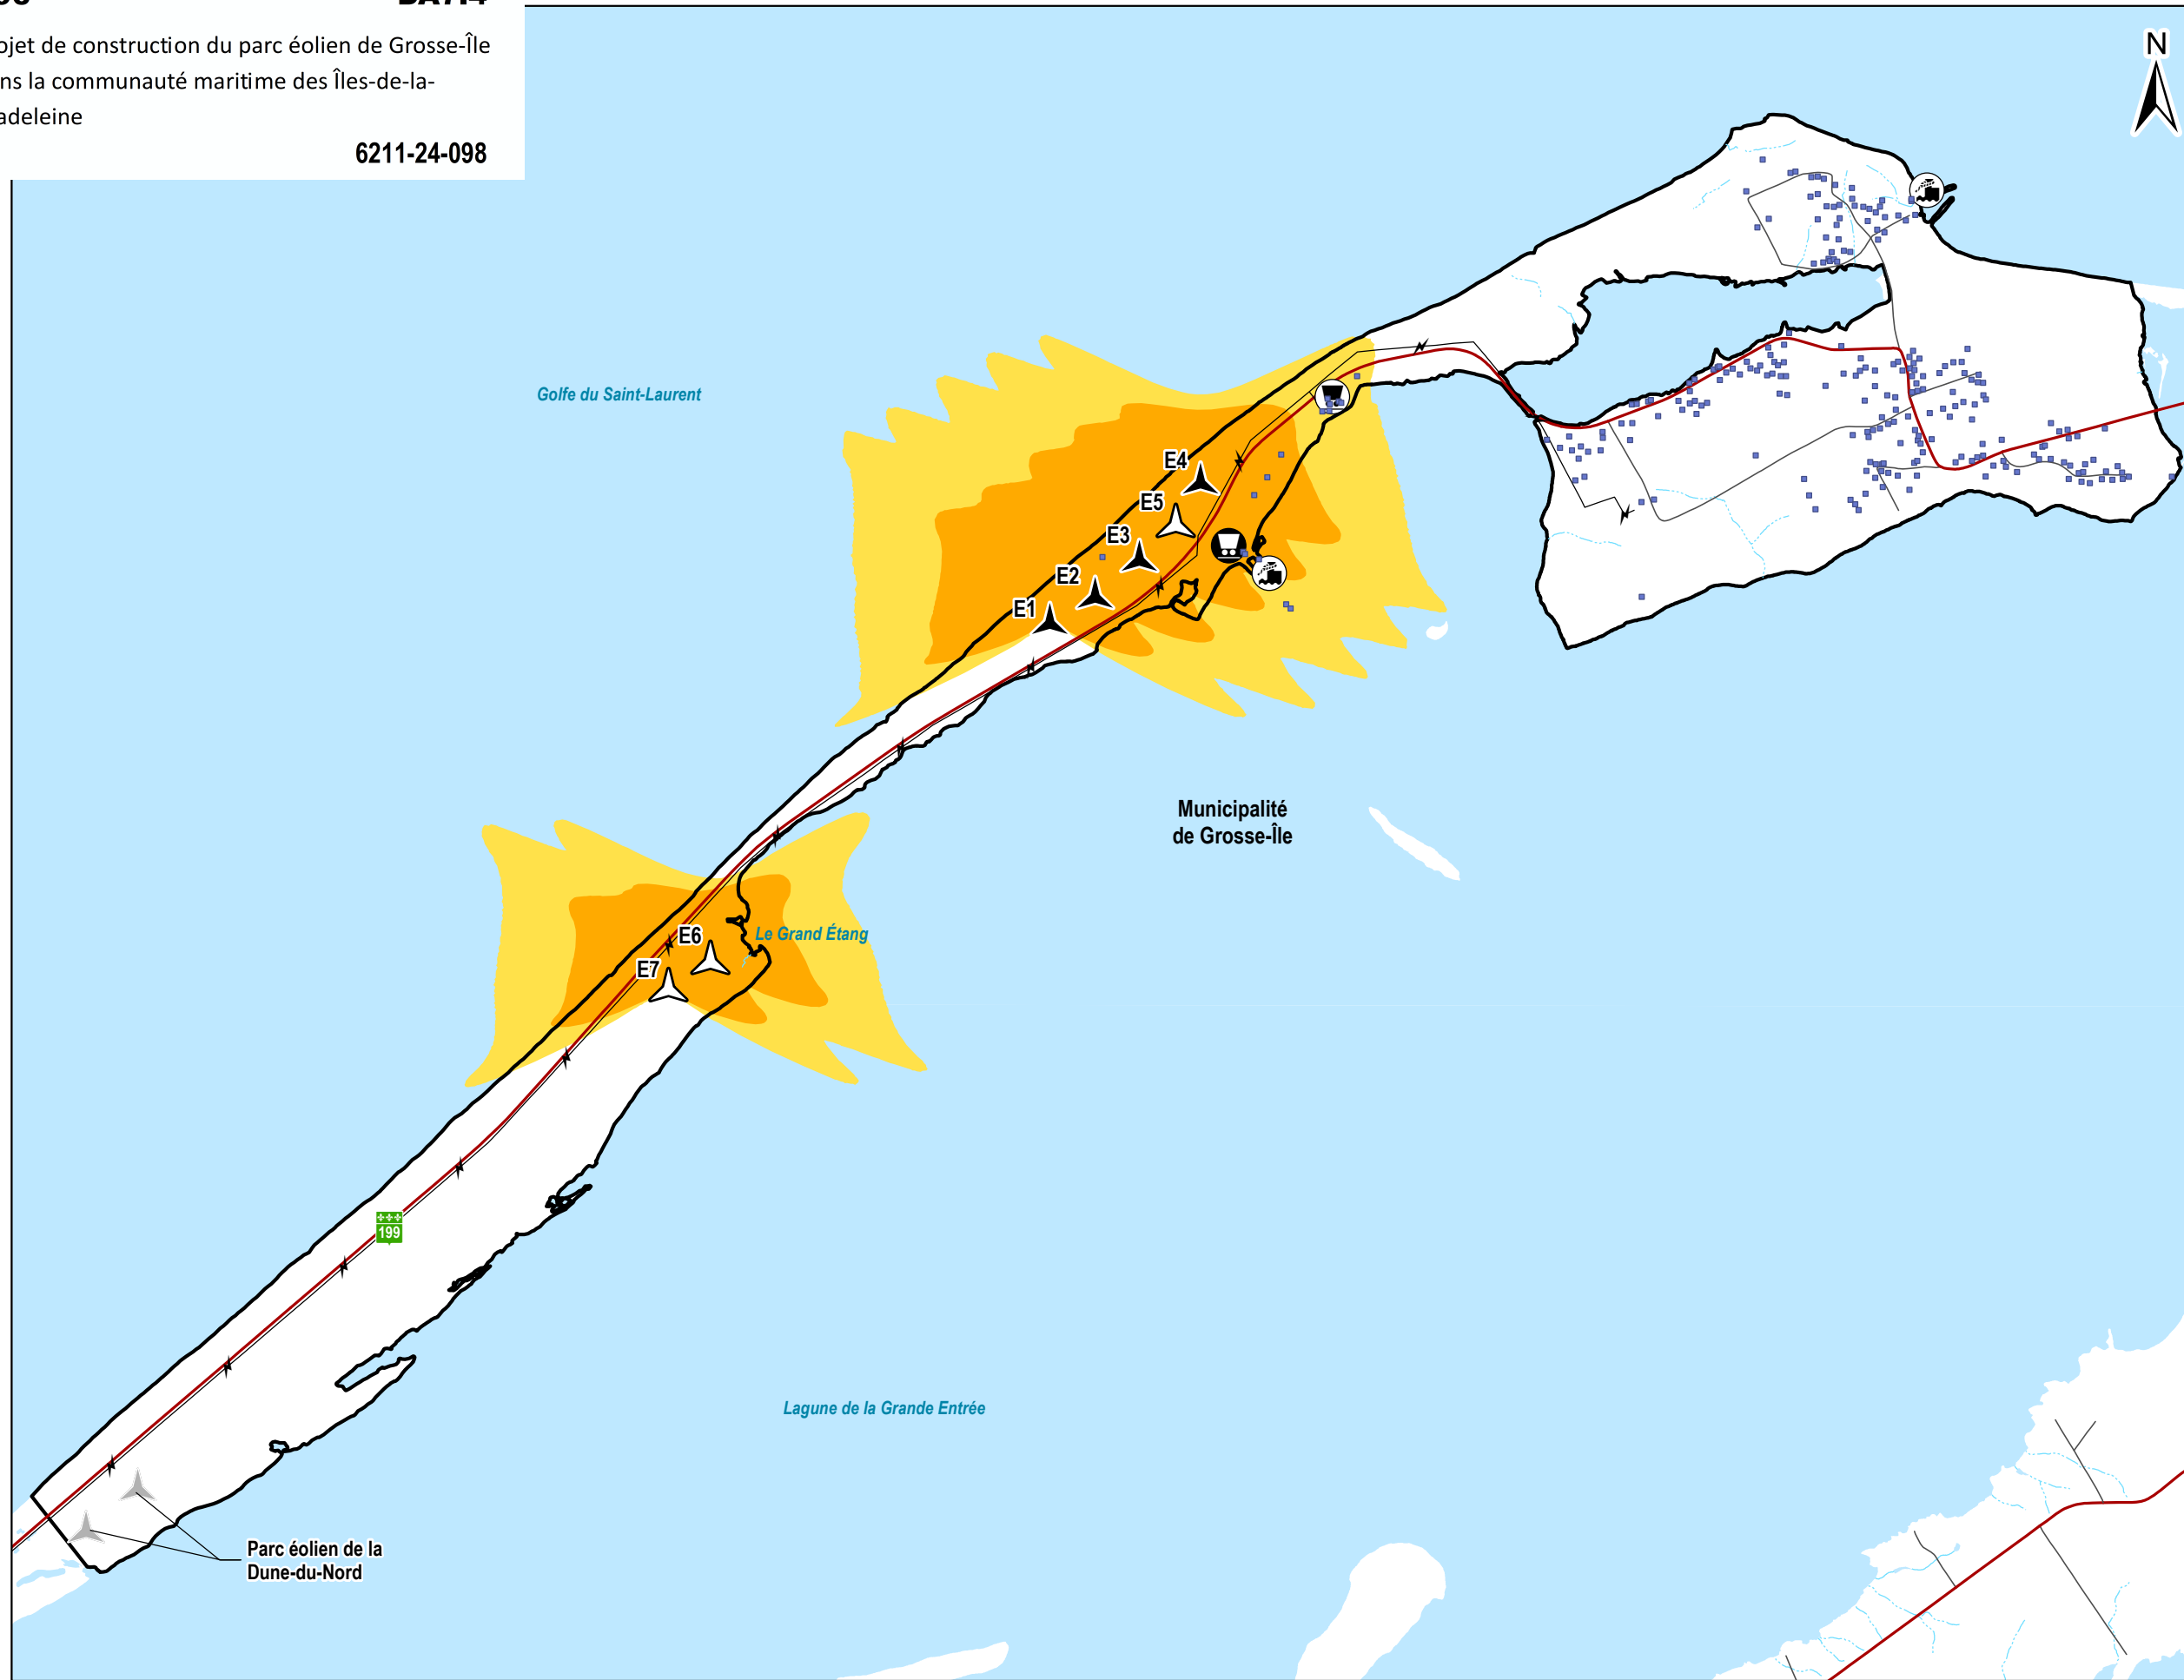 ojet de construction du parc éolien de Grosse-Île
ns la communauté maritime des Îles-de-la-
adeleine
6211-24-098
N
Golfe du Saint-Laurent
E4
E5
E3
E2
E1
Municipalité
de Grosse-Île
E6
Le Grand Étang
E7
199
Lagune de la Grande Entrée
Parc éolien de la
Dune-du-Nord